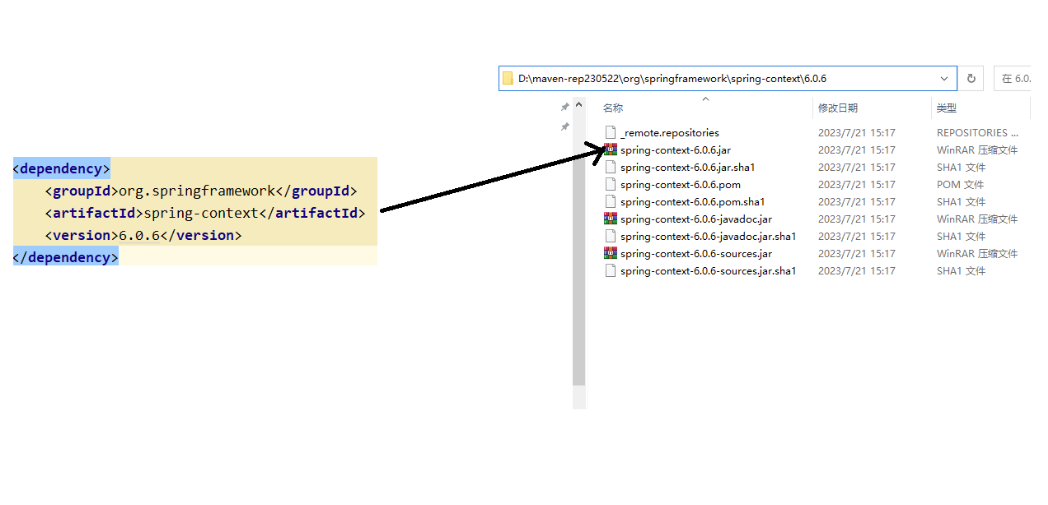 <dependency>
<groupId>org.springframework</groupId>
<artifactId>spring-context</artifactId>
<version>6.0.6</version>
</dependency>
D:\maven-rep230522\org\springframework\spring-context\6.0.6
在 6.0.
名称 修改日期 类型
_remote.repositories 2023/7/21 15:17 REPOSITORIES ...
spring-context-6.0.6.jar 2023/7/21 15:17 WinRAR 压缩文件
spring-context-6.0.6.jar.sha1 2023/7/21 15:17 SHA1 文件
spring-context-6.0.6.pom 2023/7/21 15:17 POM 文件
spring-context-6.0.6.pom.sha1 2023/7/21 15:17 SHA1 文件
spring-context-6.0.6-javadoc.jar 2023/7/21 15:17 WinRAR 压缩文件
spring-context-6.0.6-javadoc.jar.sha1 2023/7/21 15:17 SHA1 文件
spring-context-6.0.6-sources.jar 2023/7/21 15:17 WinRAR 压缩文件
spring-context-6.0.6-sources.jar.sha1 2023/7/21 15:17 SHA1 文件